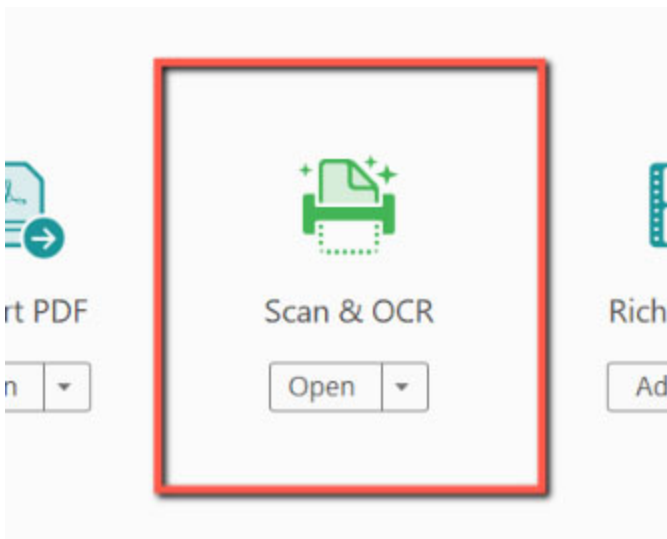 rt PDF
Scan & OCR
Rich
n
Open
Ad